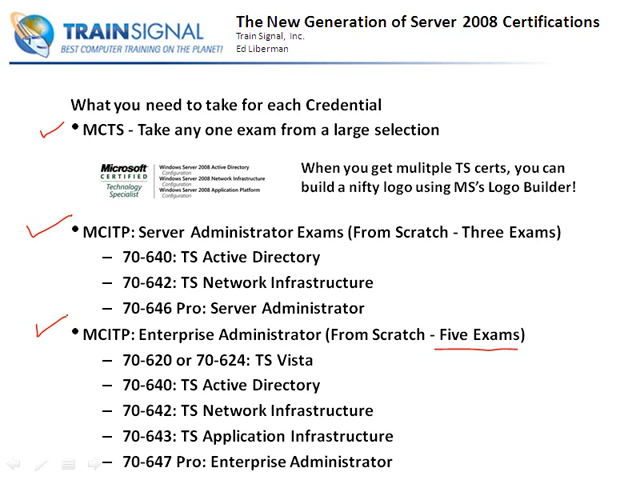 TRAINSIGNAL
BEST COMPUTER TRAINING ON THE PLANET!
The New Generation of Server 2008 Certifications
Train Signal, Inc.
Ed Liberman
What you need to take for each Credential
• MCTS - Take any one exam from a large selection
Microsoft
CERTIFIED
Technology
Specialist
Windows Server 2008 Active Directory
Configuration
Windows Server 2008 Network Infrastructure
Configuration
Windows Server 2008 Application Platform
Configuration
When you get mulitple TS certs, you can
build a nifty logo using MS's Logo Builder!
• MCITP: Server Administrator Exams (From Scratch - Three Exams)
– 70-640: TS Active Directory
– 70-642: TS Network Infrastructure
– 70-646 Pro: Server Administrator
• MCITP: Enterprise Administrator (From Scratch - Five Exams)
– 70-620 or 70-624: TS Vista
– 70-640: TS Active Directory
– 70-642: TS Network Infrastructure
– 70-643: TS Application Infrastructure
– 70-647 Pro: Enterprise Administrator